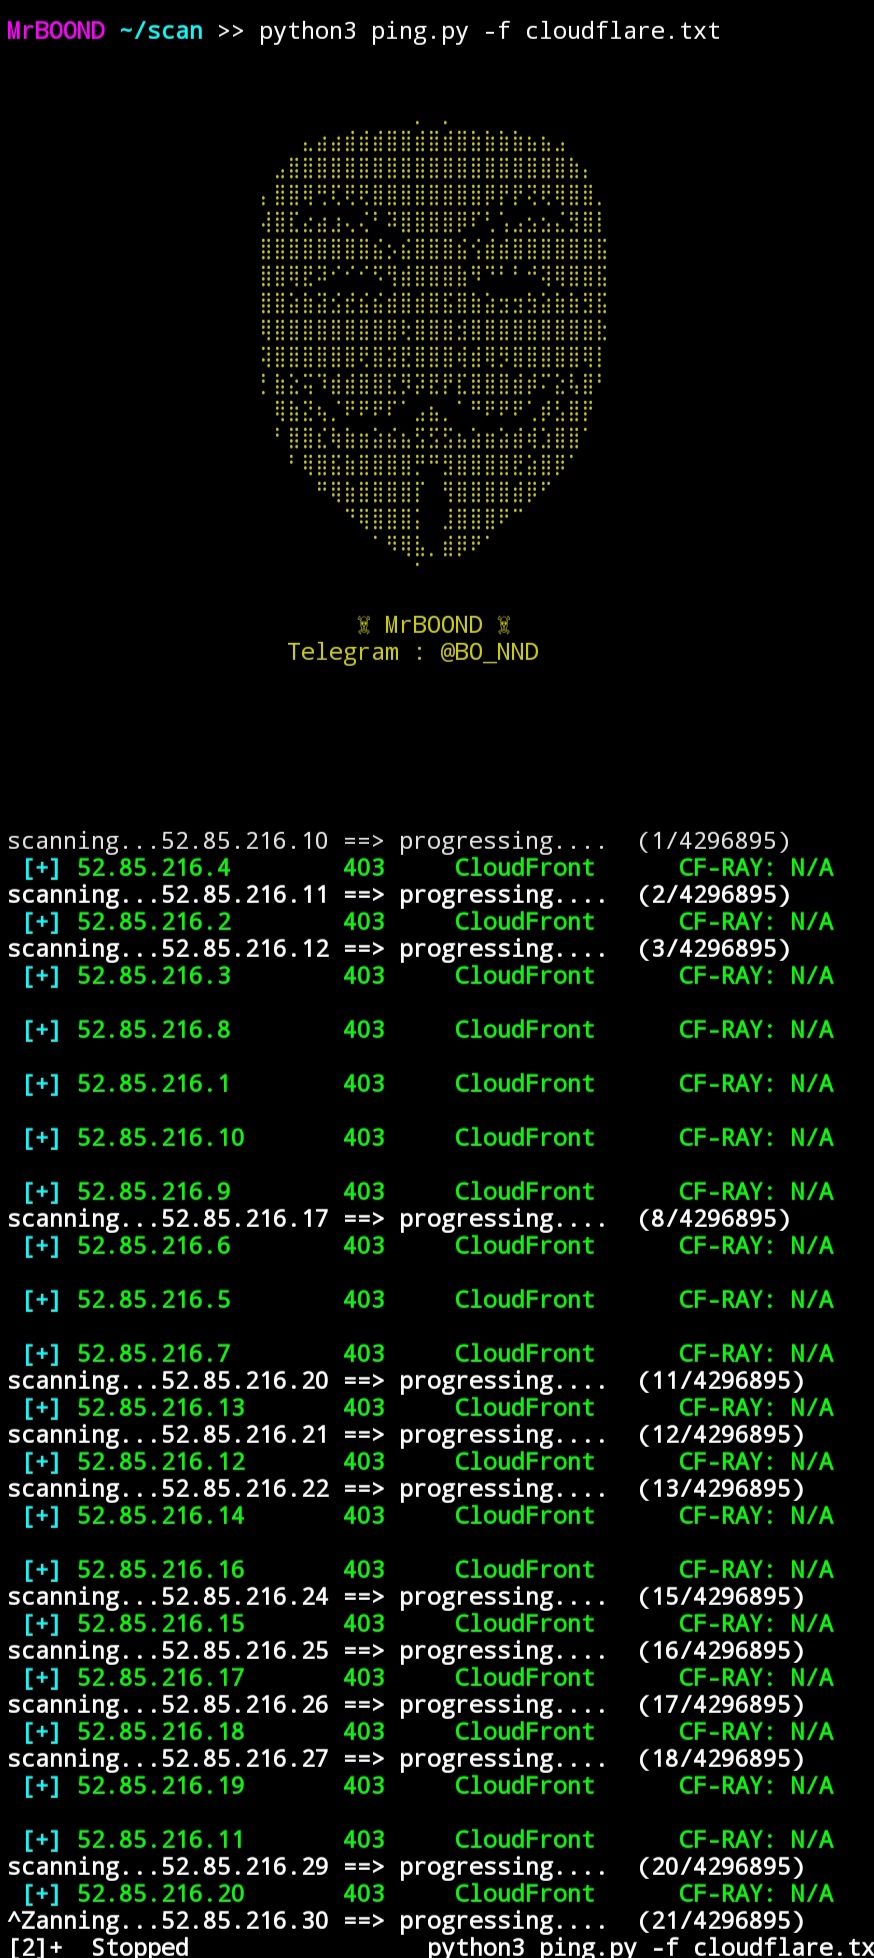 MrBOOND ~/scan >> python3 ping.py -f cloudflare.txt
☠ MrBOOND ☠
Telegram : @BO_NND
scanning...52.85.216.10 ==> progressing.... (1/4296895)
[+] 52.85.216.4 403 CloudFront CF-RAY: N/A
scanning...52.85.216.11 ==> progressing.... (2/4296895)
[+] 52.85.216.2 403 CloudFront CF-RAY: N/A
scanning...52.85.216.12 ==> progressing.... (3/4296895)
[+] 52.85.216.3 403 CloudFront CF-RAY: N/A
[+] 52.85.216.8 403 CloudFront CF-RAY: N/A
[+] 52.85.216.1 403 CloudFront CF-RAY: N/A
[+] 52.85.216.10 403 CloudFront CF-RAY: N/A
[+] 52.85.216.9 403 CloudFront CF-RAY: N/A
scanning...52.85.216.17 ==> progressing.... (8/4296895)
[+] 52.85.216.6 403 CloudFront CF-RAY: N/A
[+] 52.85.216.5 403 CloudFront CF-RAY: N/A
[+] 52.85.216.7 403 CloudFront CF-RAY: N/A
scanning...52.85.216.20 ==> progressing.... (11/4296895)
[+] 52.85.216.13 403 CloudFront CF-RAY: N/A
scanning...52.85.216.21 ==> progressing.... (12/4296895)
[+] 52.85.216.12 403 CloudFront CF-RAY: N/A
scanning...52.85.216.22 ==> progressing.... (13/4296895)
[+] 52.85.216.14 403 CloudFront CF-RAY: N/A
[+] 52.85.216.16 403 CloudFront CF-RAY: N/A
scanning...52.85.216.24 ==> progressing.... (15/4296895)
[+] 52.85.216.15 403 CloudFront CF-RAY: N/A
scanning...52.85.216.25 ==> progressing.... (16/4296895)
[+] 52.85.216.17 403 CloudFront CF-RAY: N/A
scanning...52.85.216.26 ==> progressing.... (17/4296895)
[+] 52.85.216.18 403 CloudFront CF-RAY: N/A
scanning...52.85.216.27 ==> progressing.... (18/4296895)
[+] 52.85.216.19 403 CloudFront CF-RAY: N/A
[+] 52.85.216.11 403 CloudFront CF-RAY: N/A
scanning...52.85.216.29 ==> progressing.... (20/4296895)
[+] 52.85.216.20 403 CloudFront CF-RAY: N/A
^Zanning...52.85.216.30 ==> progressing.... (21/4296895)
[2]+ Stopped python3 ping.py -f cloudflare.tx